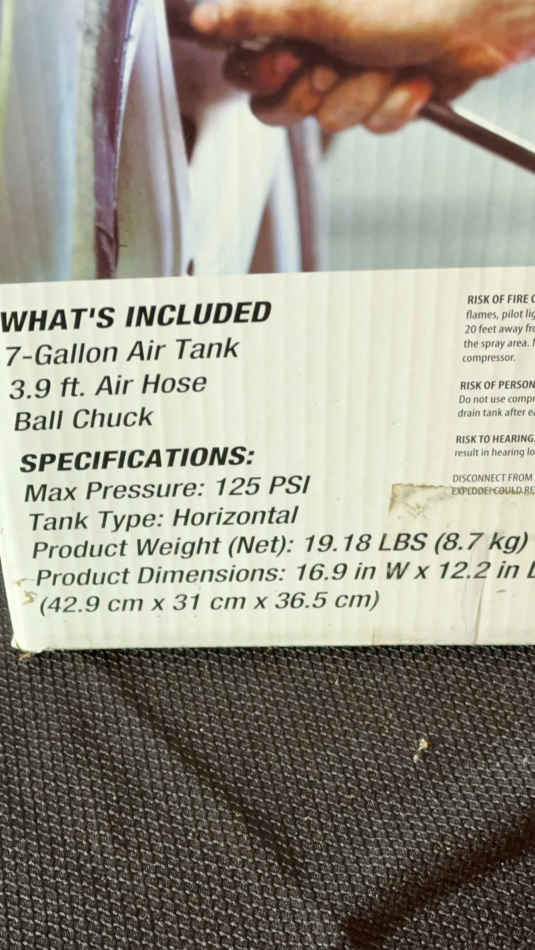 WHAT'S INCLUDED
7-Gallon Air Tank
3.9 ft. Air Hose
Ball Chuck
SPECIFICATIONS:
Max Pressure: 125 PSI
Tank Type: Horizontal
Product Weight (Net): 19.18 LBS (8.7 kg)
Product Dimensions: 16.9 in W x 12.2 in
(42.9 cm x 31 cm x 36.5 cm)
RISK OF FIRE
flames, pilot
20 feet away
the spray area.
compressor.
RISK OF
Do not use
drain tank after
RISK TO HEARING.
result in hearing
DISCONNECT FROM
COULD